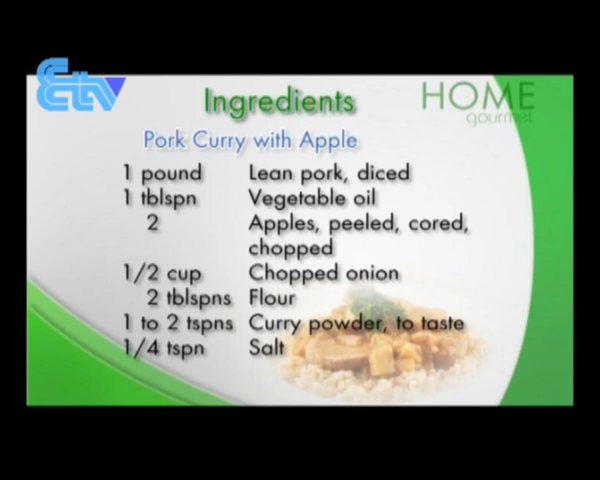 Etv
HOME
gourmet
Ingredients
Pork Curry with Apple
1 pound Lean pork, diced
1 tblspn Vegetable oil
2 Apples, peeled, cored,
chopped
1/2 cup Chopped onion
2 tblspns Flour
1 to 2 tspns Curry powder, to taste
1/4 tspn Salt